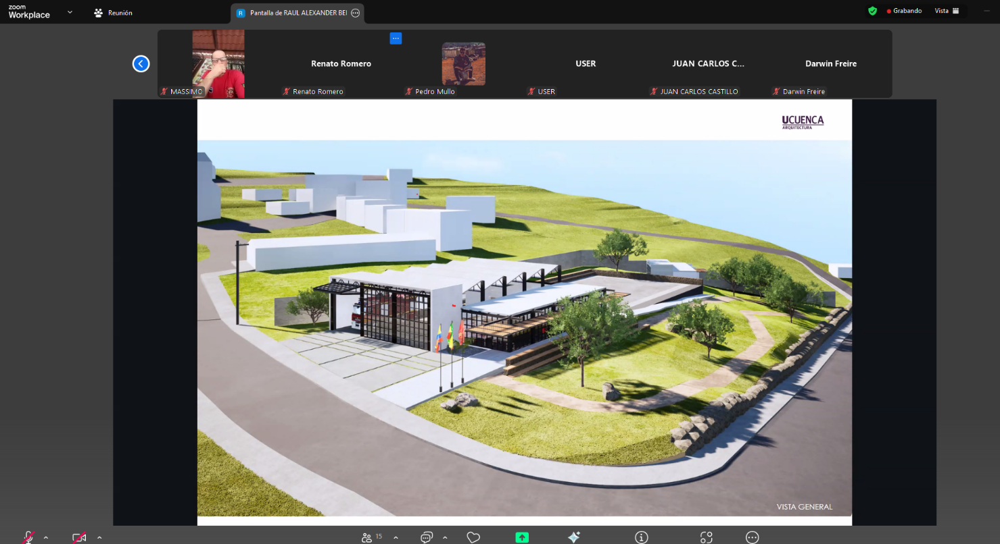 zoom
Workplace
Reunión
R Pantalla de RAUL ALEXANDER BEI
Grabando
Vista
Renato Romero
USER
JUAN CARLOS C...
Darwin Freire
MASSIMO
Renato Romero
Pedro Mullo
USER
JUAN CARLOS CASTILLO
Darwin Freire
UCUENCA
ARQUITECTURA
VISTA GENERAL
15